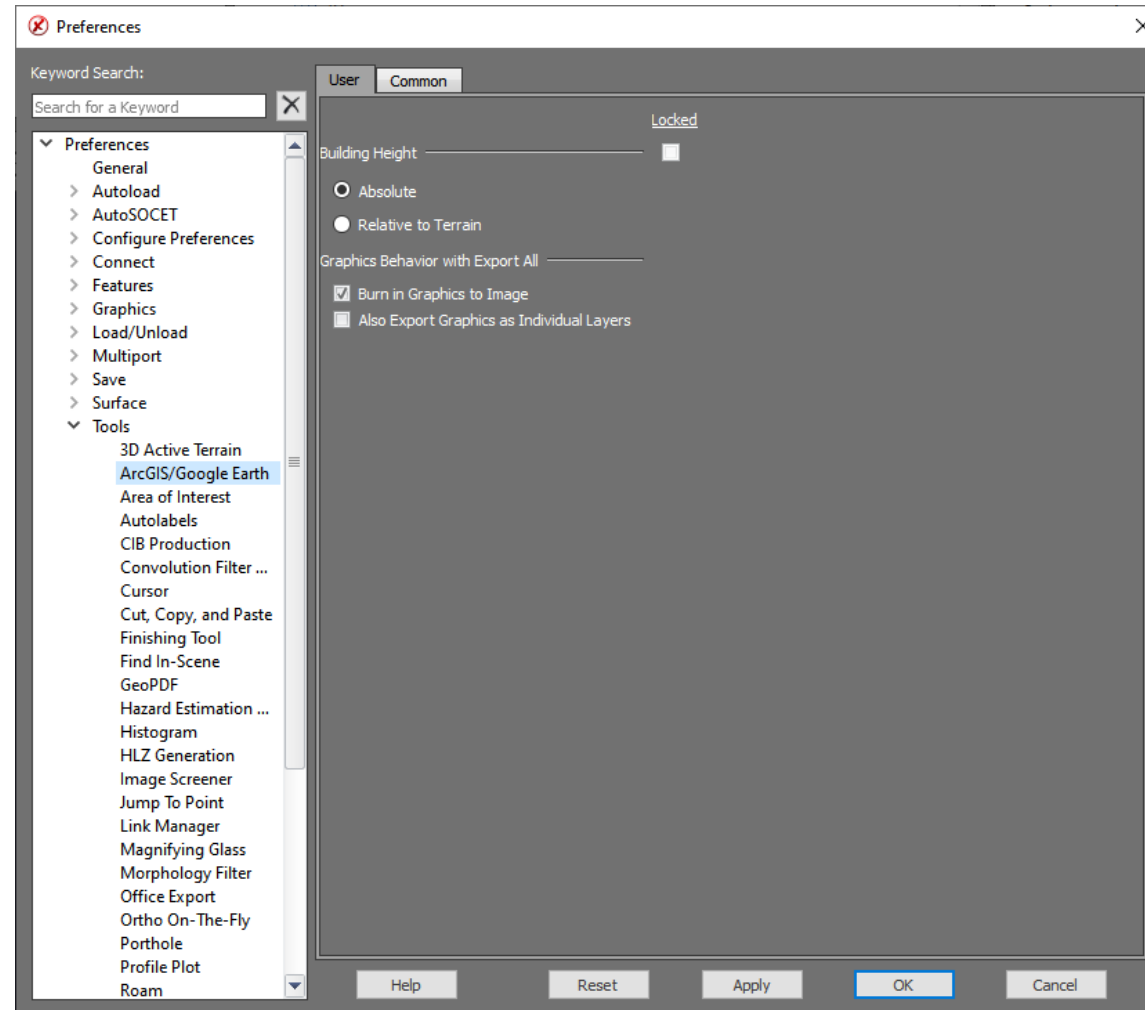 Preferences
Keyword Search:
Search for a Keyword
Preferences
General
Autoload
AutoSOCET
Configure Preferences
Connect
Features
Graphics
Load/Unload
Multiport
Save
Surface
Tools
3D Active Terrain
ArcGIS/Google Earth
Area of Interest
Autolabels
CIB Production
Convolution Filter ...
Cursor
Cut, Copy, and Paste
Finishing Tool
Find In-Scene
GeoPDF
Hazard Estimation ...
Histogram
HLZ Generation
Image Screener
Jump To Point
Link Manager
Magnifying Glass
Morphology Filter
Office Export
Ortho On-The-Fly
Porthole
Profile Plot
Roam
User Common
Locked
Building Height
Absolute
Relative to Terrain
Graphics Behavior with Export All
Burn in Graphics to Image
Also Export Graphics as Individual Layers
Help Reset Apply OK Cancel